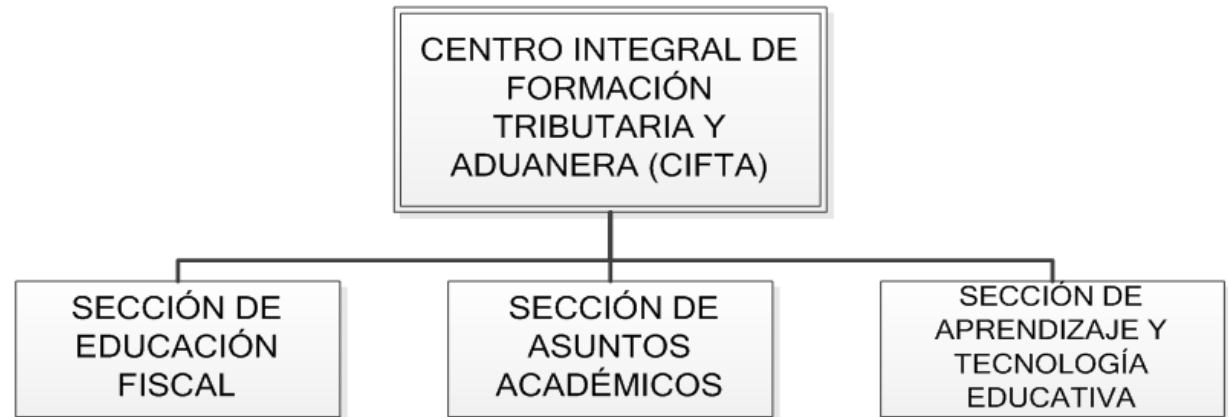 CENTRO INTEGRAL DE
FORMACIÓN
TRIBUTARIA Y
ADUANERA (CIFTA)
SECCIÓN DE
EDUCACIÓN
FISCAL
SECCIÓN DE
ASUNTOS
ACADÉMICOS
SECCIÓN DE
APRENDIZAJE Y
TECNOLOGÍA
EDUCATIVA